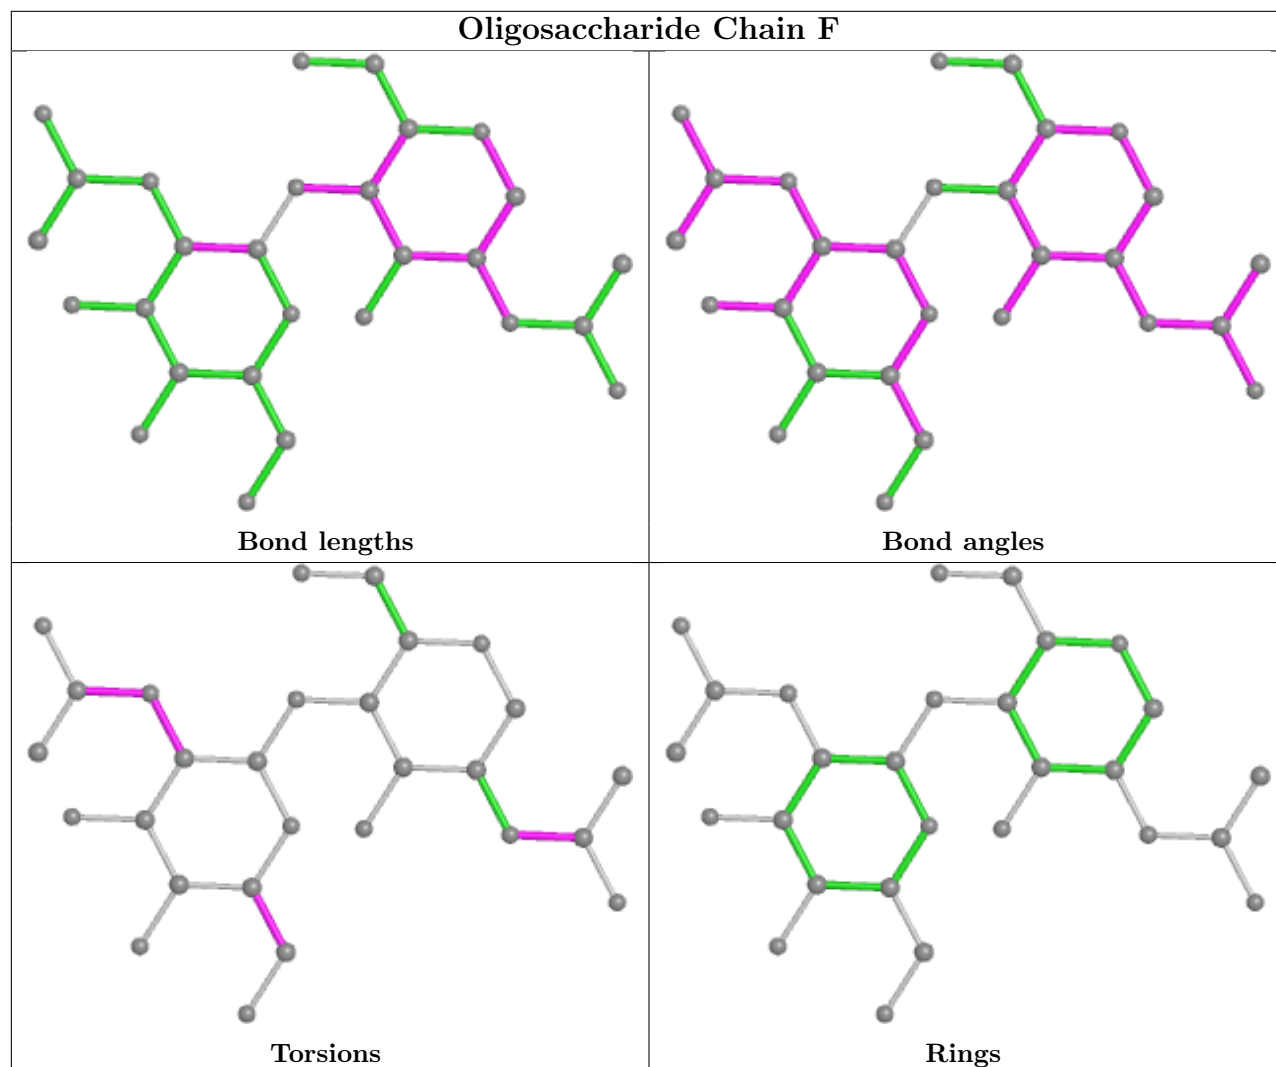 Oligosaccharide Chain F
Bond lengths
Bond angles
Torsions
Rings